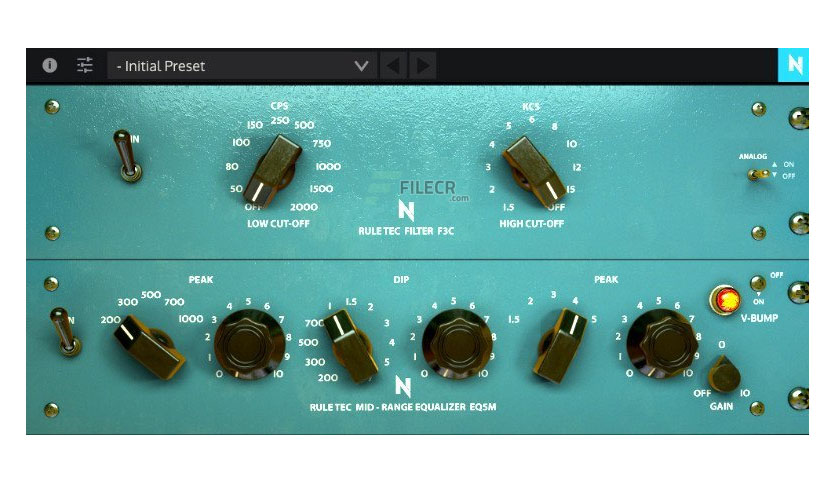 - Initial Preset
N
CPS
KCS
IN
OFF 50 80 100 150 250 500 750 1000 1500 2000
1.5 2 3 4 5 6 8 10 12 15 OFF
ANALOG
ON
OFF
FILECR
.com
N
LOW CUT-OFF
RULETEC FILTER F3C
HIGH CUT-OFF
PEAK
DIP
PEAK
OFF
ON
V-BUMP
IN
200 300 500 700 1000
0 1 2 3 4 5 6 7 8 9 10
200 300 500 700 1 1.5 2 3 4 5
0 1 2 3 4 5 6 7 8 9 10
1.5 2 3 4 5
0 1 2 3 4 5 6 7 8 9 10
0
OFF
10
GAIN
N
RULETEC MID - RANGE EQUALIZER EQ5M